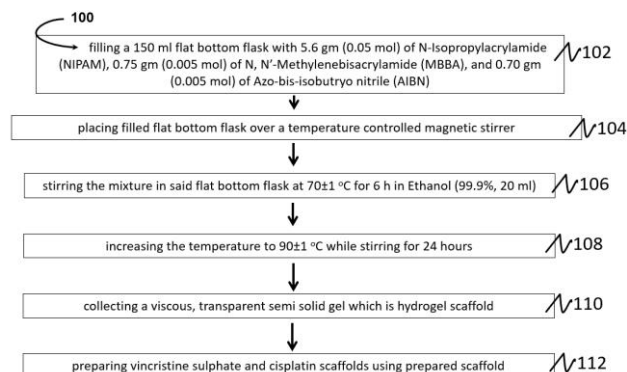 100
filling a 150 ml flat bottom flask with 5.6 gm (0.05 mol) of N-Isopropylacrylamide
(NIPAM), 0.75 gm (0.005 mol) of N, N’-Methylenebisacrylamide (MBBA), and 0.70 gm
(0.005 mol) of Azo-bis-isobutryo nitrile (AIBN)
102
placing filled flat bottom flask over a temperature controlled magnetic stirrer
104
stirring the mixture in said flat bottom flask at 70±1 °C for 6 h in Ethanol (99.9%, 20 ml)
106
increasing the temperature to 90±1 °C while stirring for 24 hours
108
collecting a viscous, transparent semi solid gel which is hydrogel scaffold
110
preparing vincristine sulphate and cisplatin scaffolds using prepared scaffold
112